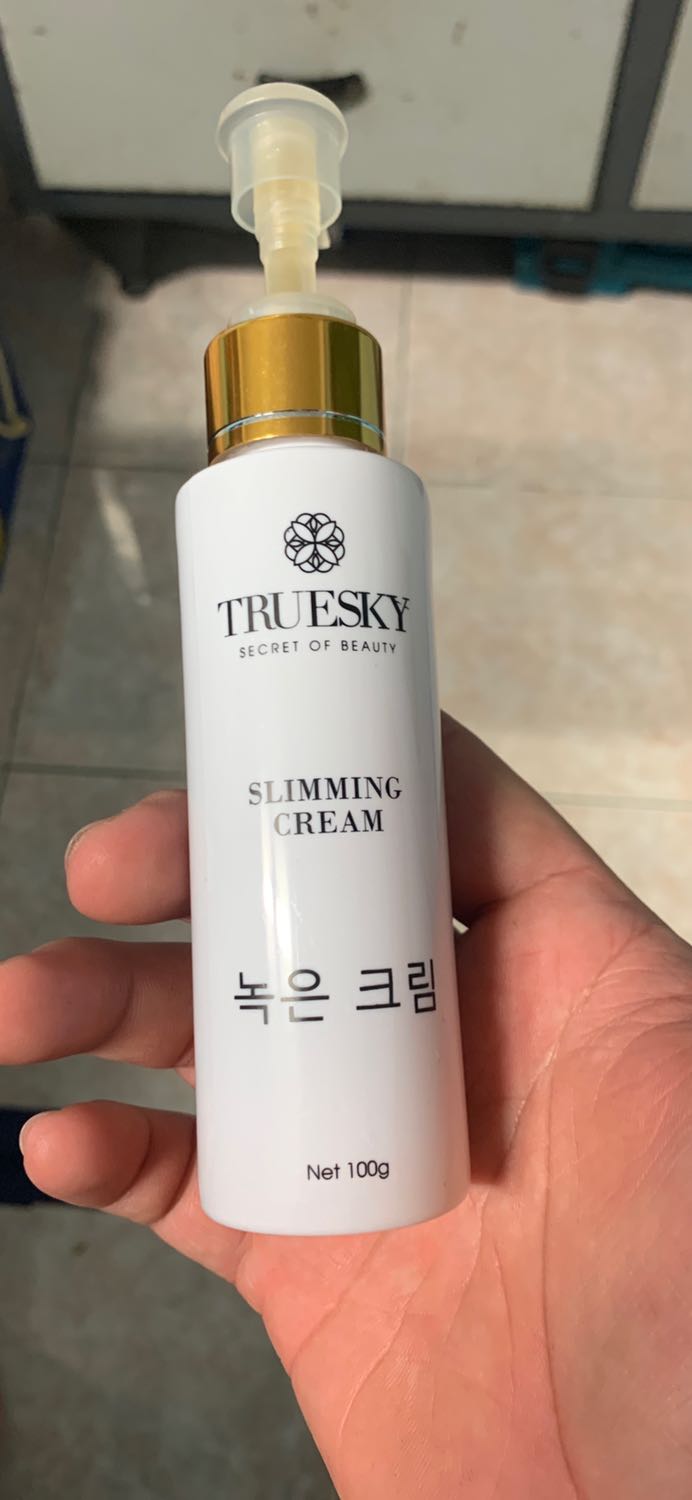 TRUESKY
SECRET OF BEAUTY
SLIMMING
CREAM
녹은 크림
Net 100g